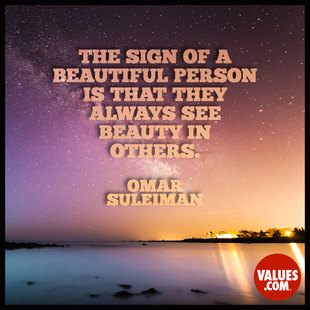 THE SIGN OF A
BEAUTIFUL PERSON
IS THAT THEY
ALWAYS SEE
BEAUTY IN
OTHERS.
OMAR
SULEIMAN
VALUES
.COM